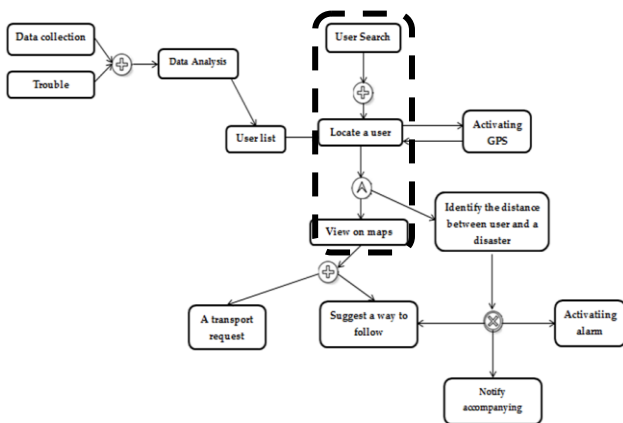 Data collection
User Search
Data Analysis
Trouble
User list
Locate a user
Activating
GPS
A
View on maps
Identify the distance
between user and a
disaster
A transport
request
Suggest a way to
follow
Activatiing
alarm
Notify
accompanying